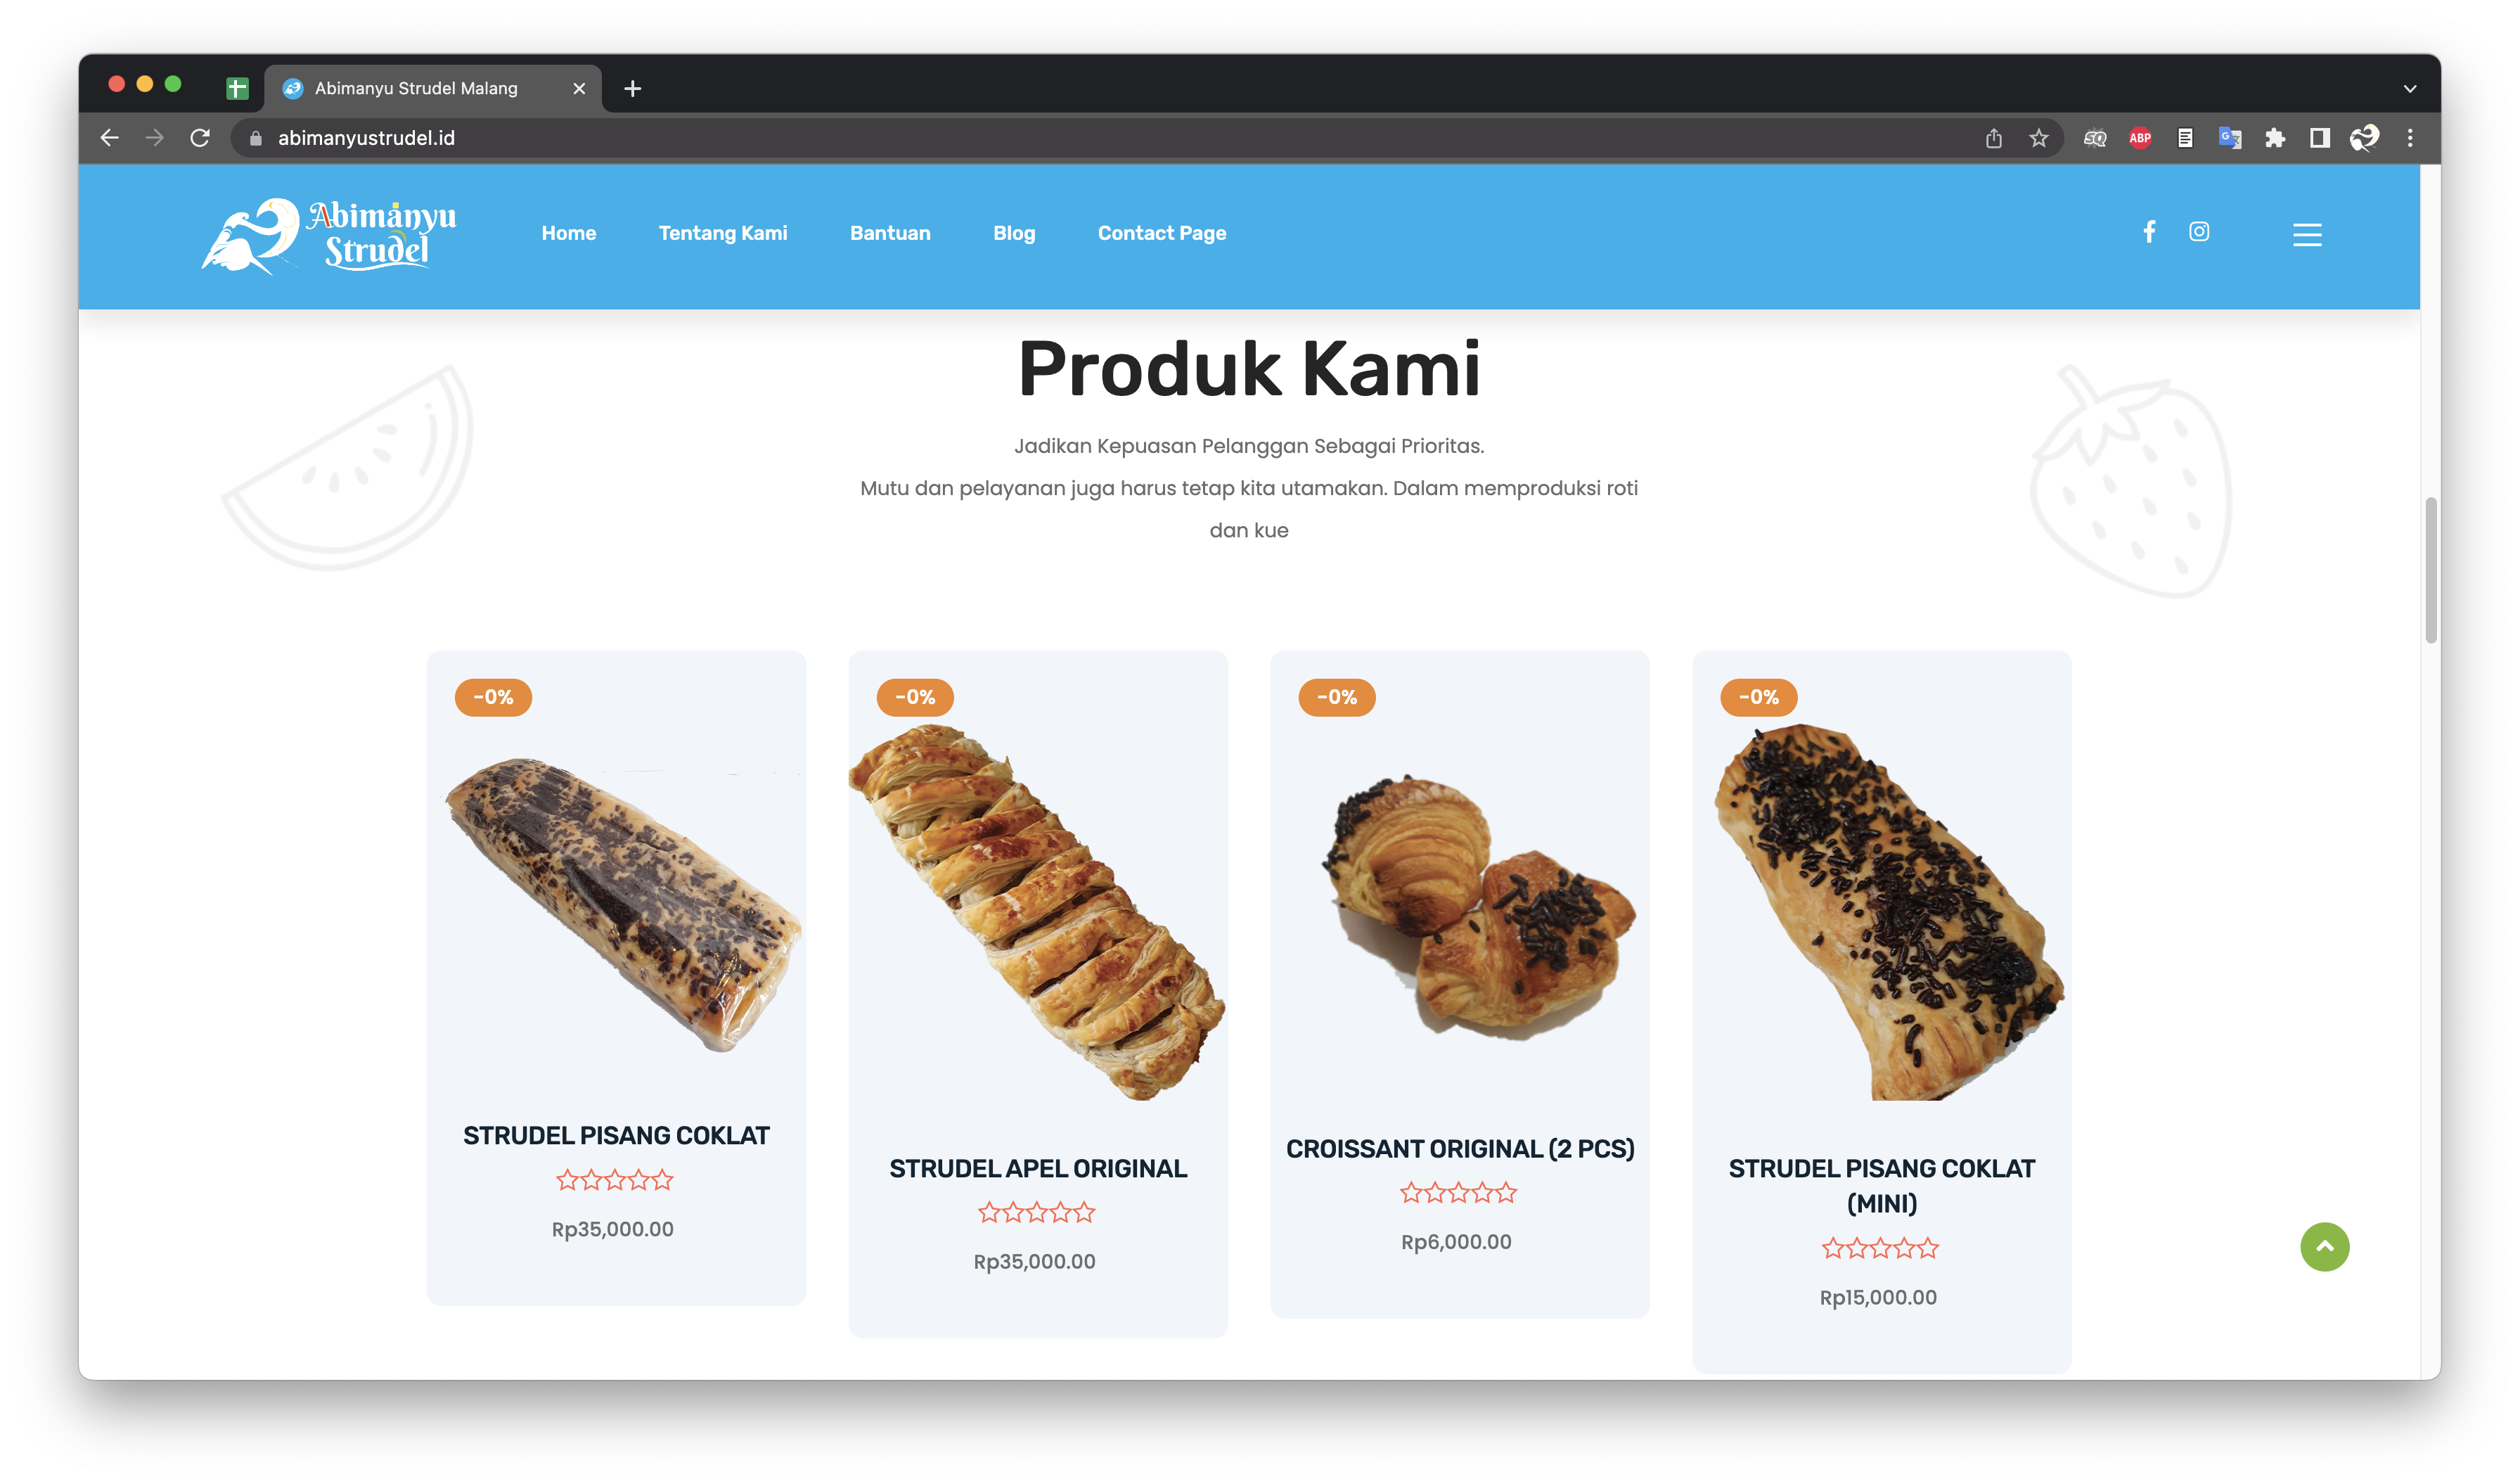 Abimanyu Strudel Malang
abimanyustrudel.id
SQ
ABP
G
Abimanyu
Strudel
Home
Tentang Kami
Bantuan
Blog
Contact Page
Produk Kami
Jadikan Kepuasan Pelanggan Sebagai Prioritas.
Mutu dan pelayanan juga harus tetap kita utamakan. Dalam memproduksi roti
dan kue
-0%
STRUDEL PISANG COKLAT
Rp35,000.00
-0%
STRUDEL APEL ORIGINAL
Rp35,000.00
-0%
CROISSANT ORIGINAL (2 PCS)
Rp6,000.00
-0%
STRUDEL PISANG COKLAT
(MINI)
Rp15,000.00